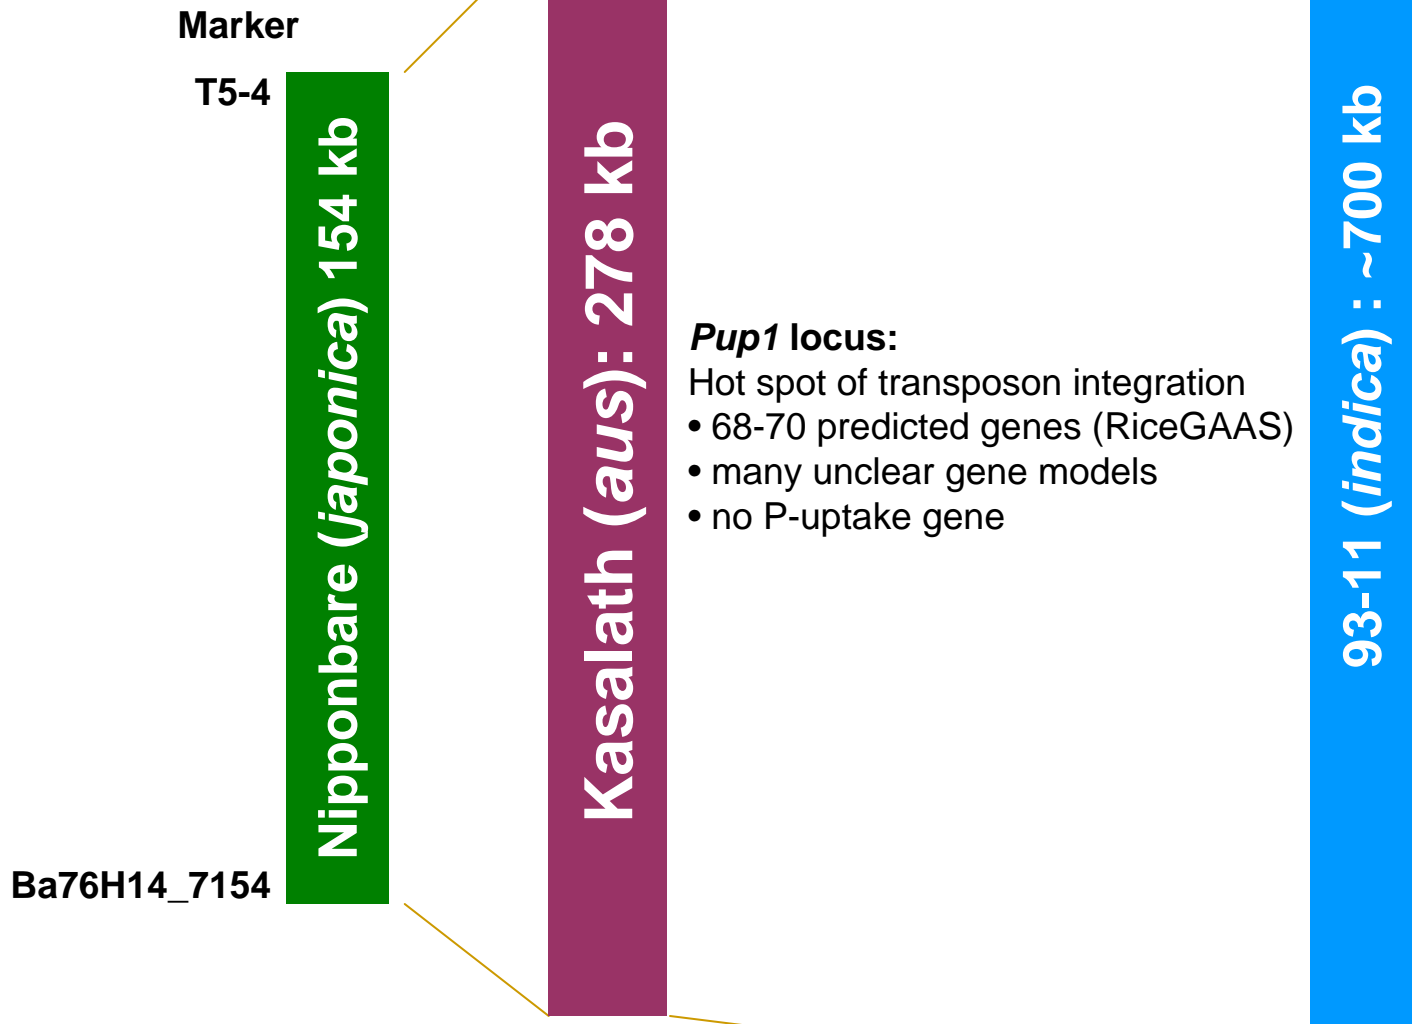 Marker
T5-4
Nipponbare (japonica) 154 kb
Ba76H14_7154
Kasalath (aus): 278 kb
Pup1 locus:
Hot spot of transposon integration
• 68-70 predicted genes (RiceGAAS)
• many unclear gene models
• no P-uptake gene
93-11 (indica) : ~700 kb